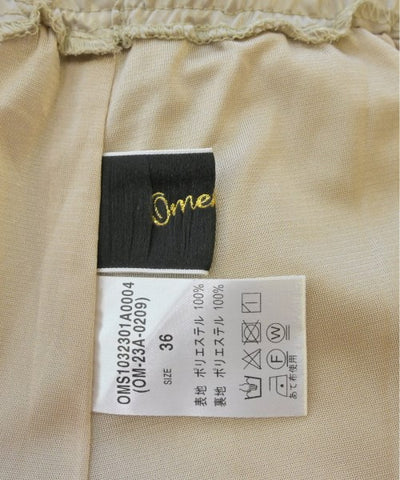 OMS1032301A0004
(OM-23A-0209)
SIZE 36
表地 ポリエステル 100%
裏地 ポリエステル 100%
あて布使用